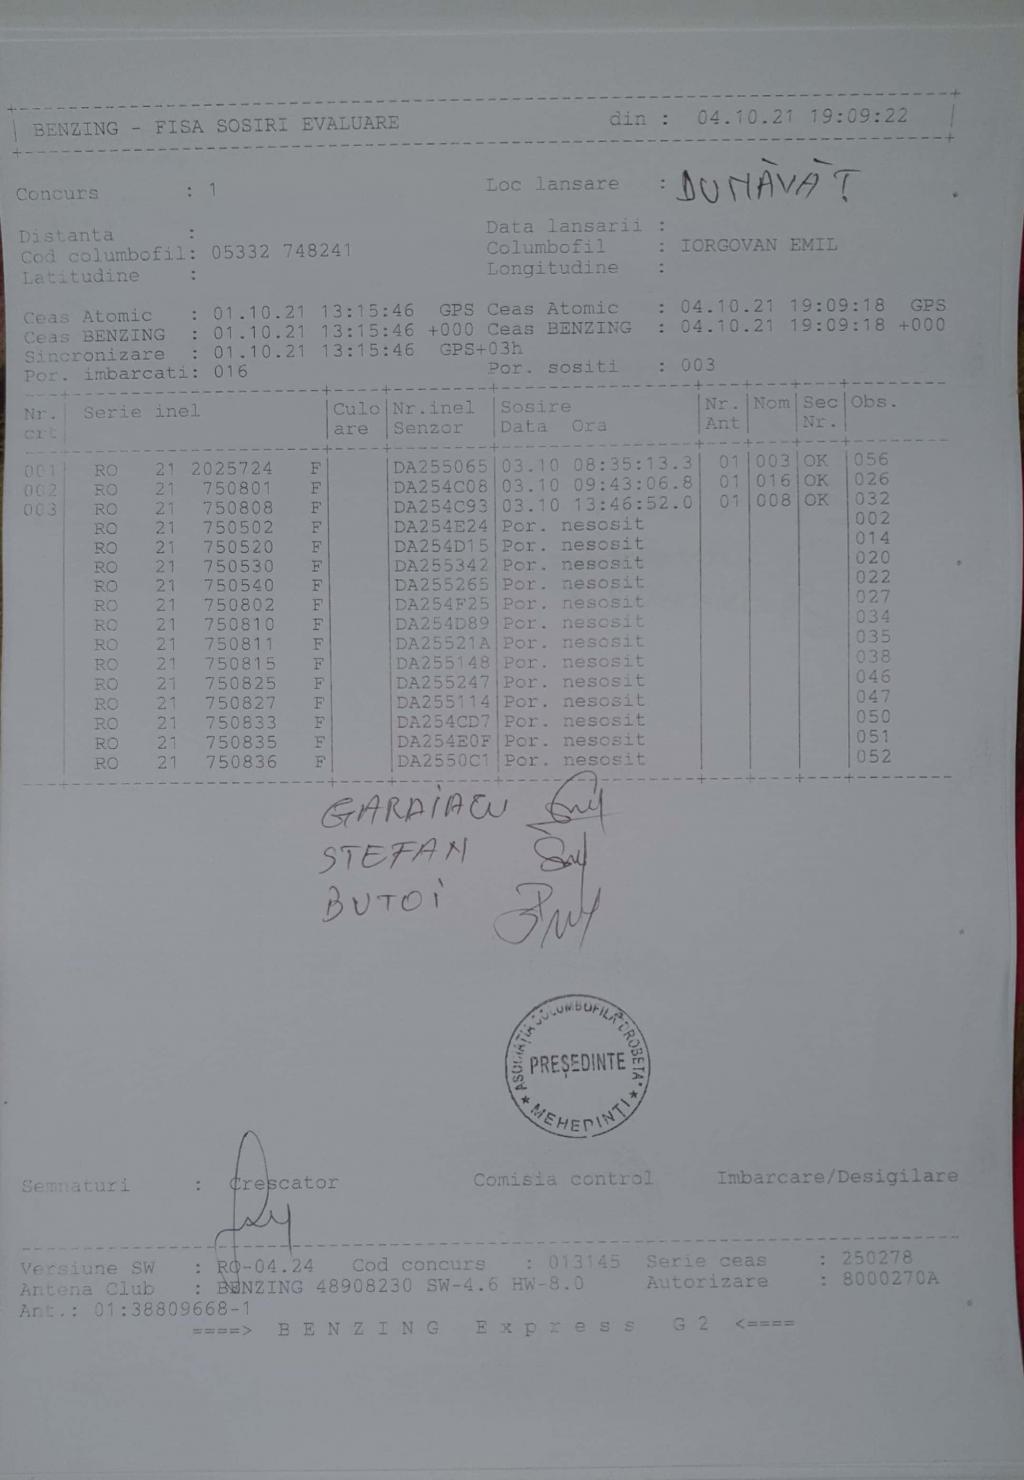 BENZING - FISA SOSIRI EVALUARE din : 04.10.21 19:09:22
Concurs : 1 Loc lansare : DUNĂVĂȚ
Distanta : Data lansarii :
Cod columbofil: 05332 748241 Columbofil : IORGOVAN EMIL
Latitudine : Longitudine :
Ceas Atomic : 01.10.21 13:15:46 GPS Ceas Atomic : 04.10.21 19:09:18 GPS
Ceas BENZING : 01.10.21 13:15:46 +000 Ceas BENZING : 04.10.21 19:09:18 +000
Sincronizare : 01.10.21 13:15:46 GPS+03h
Por. imbarcati: 016 Por. sositi : 003
Nr. Serie inel Culo Nr.inel Sosire Nr. Nom Sec Obs.
crt are Senzor Data Ora Ant Nr.
001 RO 21 2025724 F DA255065 03.10 08:35:13.3 01 003 OK 056
002 RO 21 750801 F DA254C08 03.10 09:43:06.8 01 016 OK 026
003 RO 21 750808 F DA254C93 03.10 13:46:52.0 01 008 OK 032
RO 21 750502 F DA254E24 Por. nesosit 002
RO 21 750520 F DA254D15 Por. nesosit 014
RO 21 750530 F DA255342 Por. nesosit 020
RO 21 750540 F DA255265 Por. nesosit 022
RO 21 750802 F DA254F25 Por. nesosit 027
RO 21 750810 F DA254D89 Por. nesosit 034
RO 21 750811 F DA25521A Por. nesosit 035
RO 21 750815 F DA255148 Por. nesosit 038
RO 21 750825 F DA255247 Por. nesosit 046
RO 21 750827 F DA255114 Por. nesosit 047
RO 21 750833 F DA254CD7 Por. nesosit 050
RO 21 750835 F DA254E0F Por. nesosit 051
RO 21 750836 F DA2550C1 Por. nesosit 052
STEFAN
BUTOI
ASOCIAȚIA COLUMBOFILĂ DROBETA
PREȘEDINTE
MEHEDINȚI
Semnaturi : Crescator Comisia control Imbarcare/Desigilare
Versiune SW : RO-04.24 Cod concurs : 013145 Serie ceas : 250278
Antena Club : BENZING 48908230 SW-4.6 HW-8.0 Autorizare : 8000270A
Ant.: 01:38809668-1
====> B E N Z I N G E x p r e s s G 2 <====